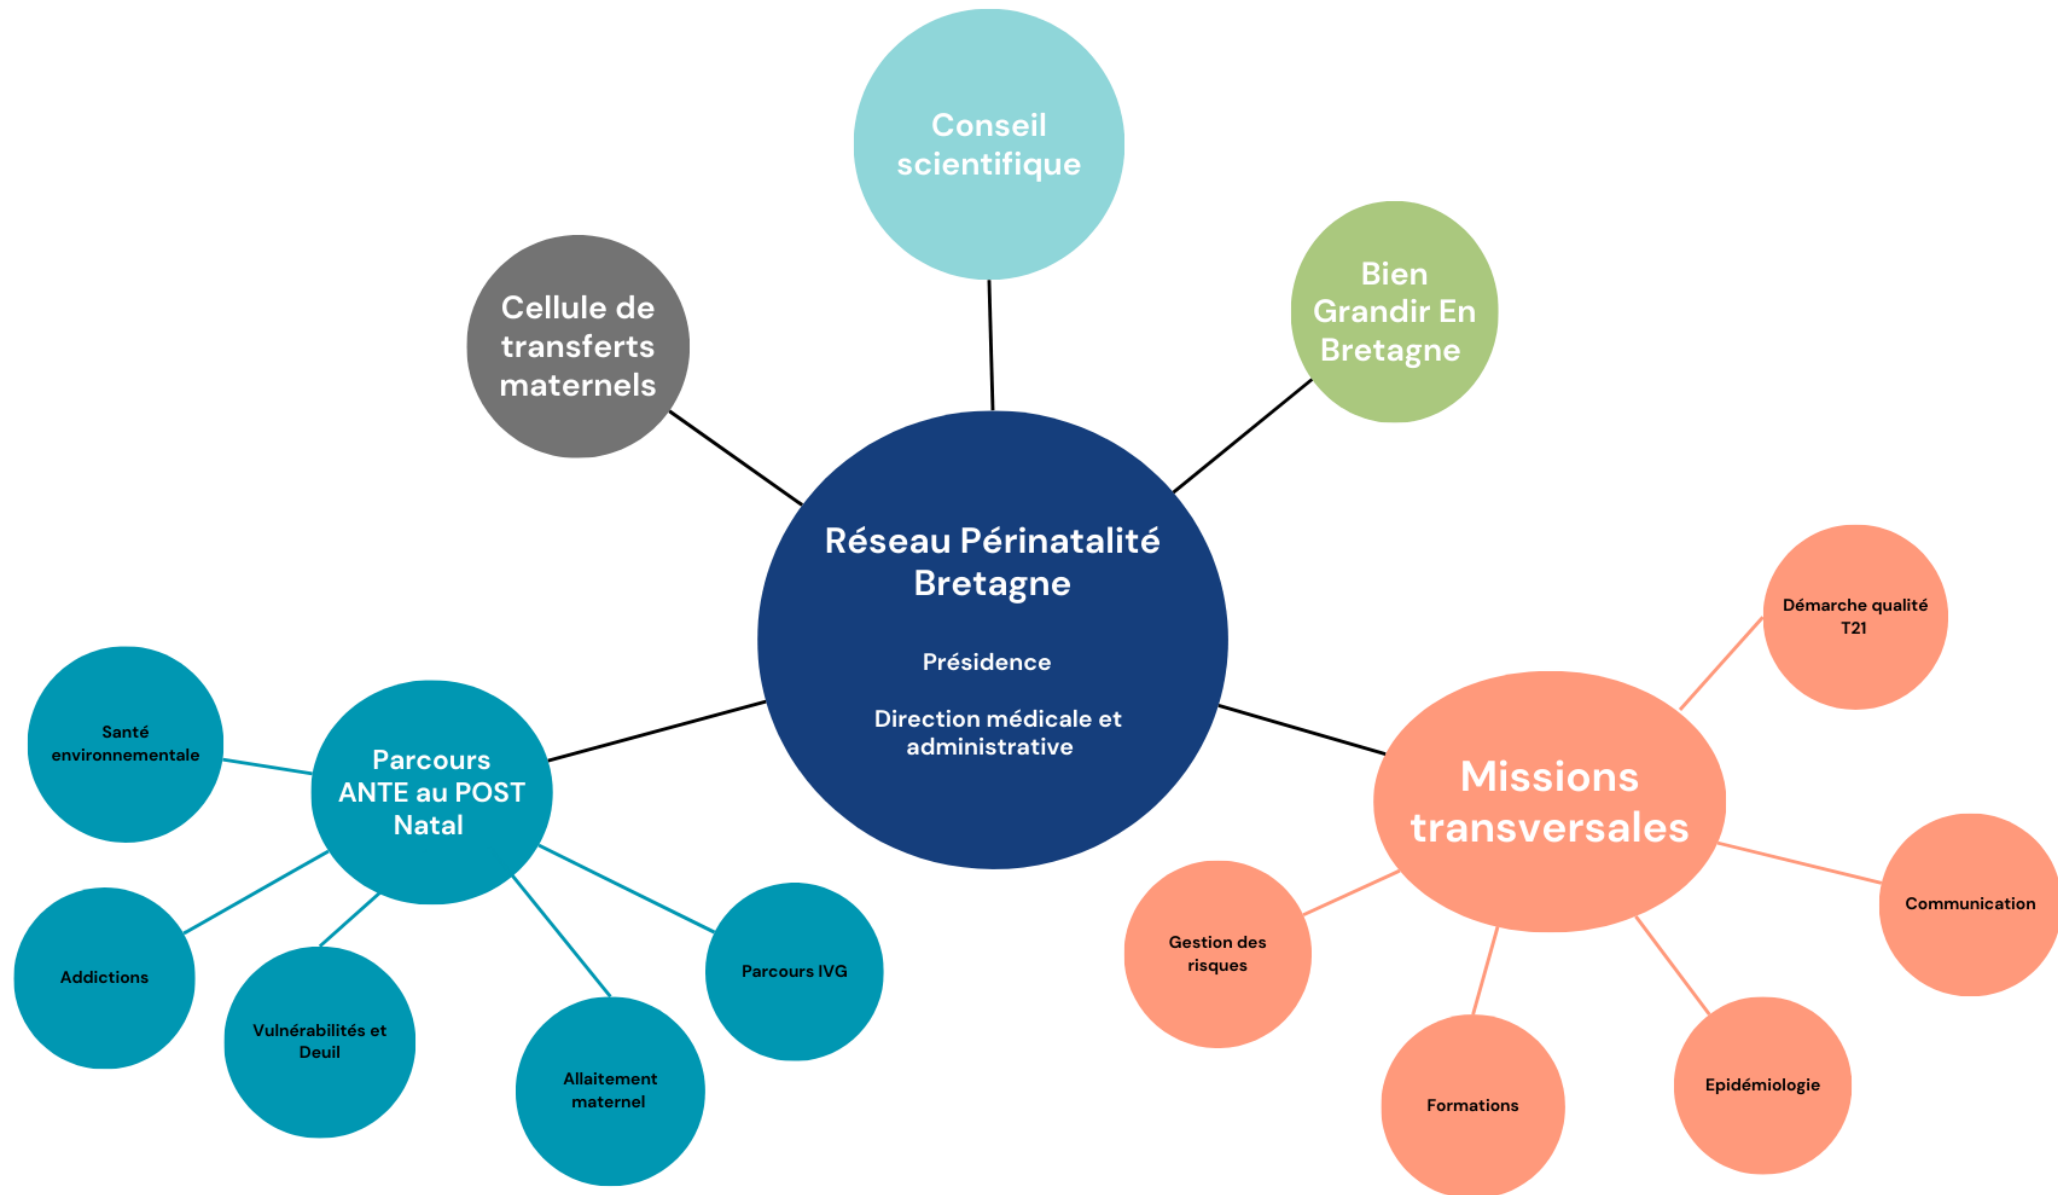 Conseil
scientifique
Cellule de
transferts
maternels
Bien
Grandir En
Bretagne
Réseau Périnatalité
Bretagne
Présidence
Direction médicale et
administrative
Parcours
ANTE au POST
Natal
Santé
environnementale
Addictions
Vulnérabilités et
Deuil
Allaitement
maternel
Parcours IVG
Missions
transversales
Démarche qualité
T21
Communication
Epidémiologie
Formations
Gestion des
risques